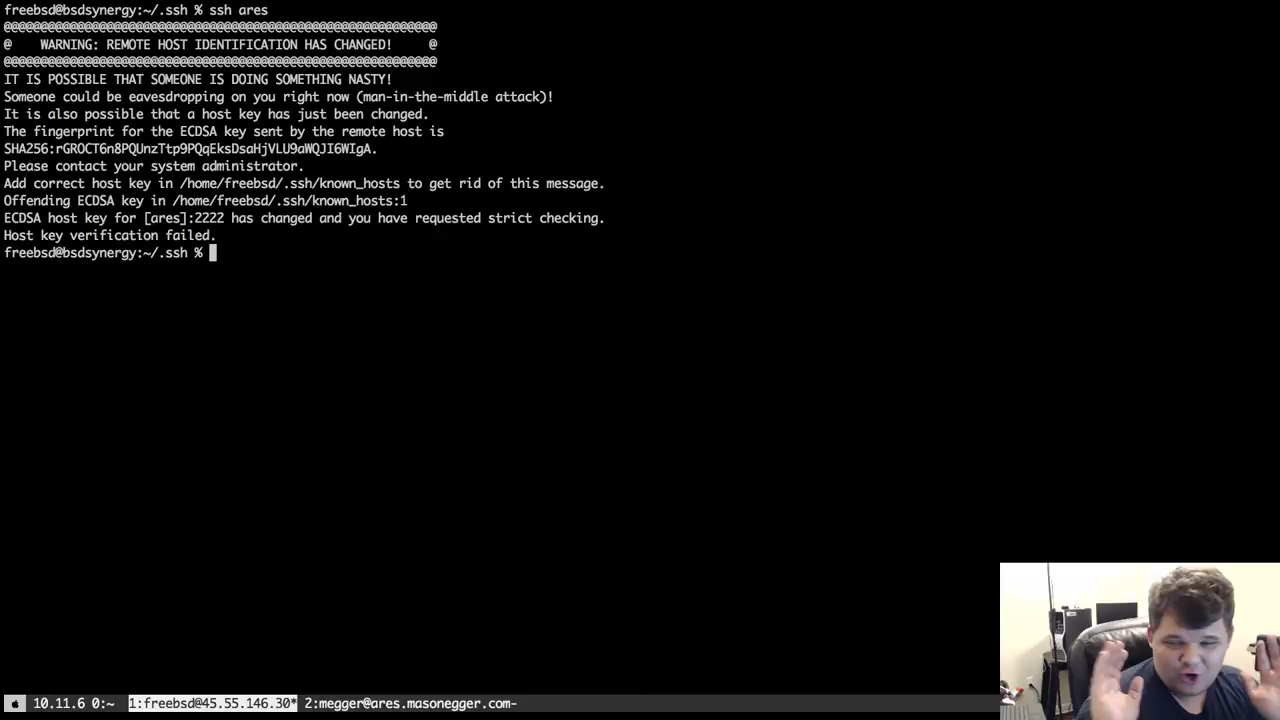 freebsd@bsdsynergy:~/.ssh % ssh ares
@@@@@@@@@@@@@@@@@@@@@@@@@@@@@@@@@@@@@@@@@@@@@@@@@@@@@@@@@@@
@    WARNING: REMOTE HOST IDENTIFICATION HAS CHANGED!     @
@@@@@@@@@@@@@@@@@@@@@@@@@@@@@@@@@@@@@@@@@@@@@@@@@@@@@@@@@@@
IT IS POSSIBLE THAT SOMEONE IS DOING SOMETHING NASTY!
Someone could be eavesdropping on you right now (man-in-the-middle attack)!
It is also possible that a host key has just been changed.
The fingerprint for the ECDSA key sent by the remote host is
SHA256:rGROCT6n8PQUnzTtp9PQqEksDsaHjVLU9aWQJI6WIgA.
Please contact your system administrator.
Add correct host key in /home/freebsd/.ssh/known_hosts to get rid of this message.
Offending ECDSA key in /home/freebsd/.ssh/known_hosts:1
ECDSA host key for [ares]:2222 has changed and you have requested strict checking.
Host key verification failed.
freebsd@bsdsynergy:~/.ssh %
10.11.6 0:~ 1:freebsd@45.55.146.30* 2:megger@ares.masonegger.com-